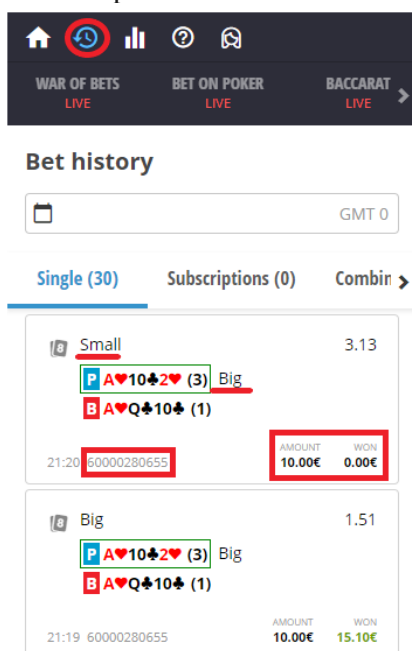 WAR OF BETS BET ON POKER BACCARAT
LIVE LIVE LIVE
Bet history
GMT 0
Single (30) Subscriptions (0) Combin
8 Small 3.13
P A♥10♣2♥ (3) Big
B A♥Q♣10♣ (1)
AMOUNT WON
21:20 60000280655 10.00€ 0.00€
8 Big 1.51
P A♥10♣2♥ (3) Big
B A♥Q♣10♣ (1)
AMOUNT WON
21:19 60000280655 10.00€ 15.10€